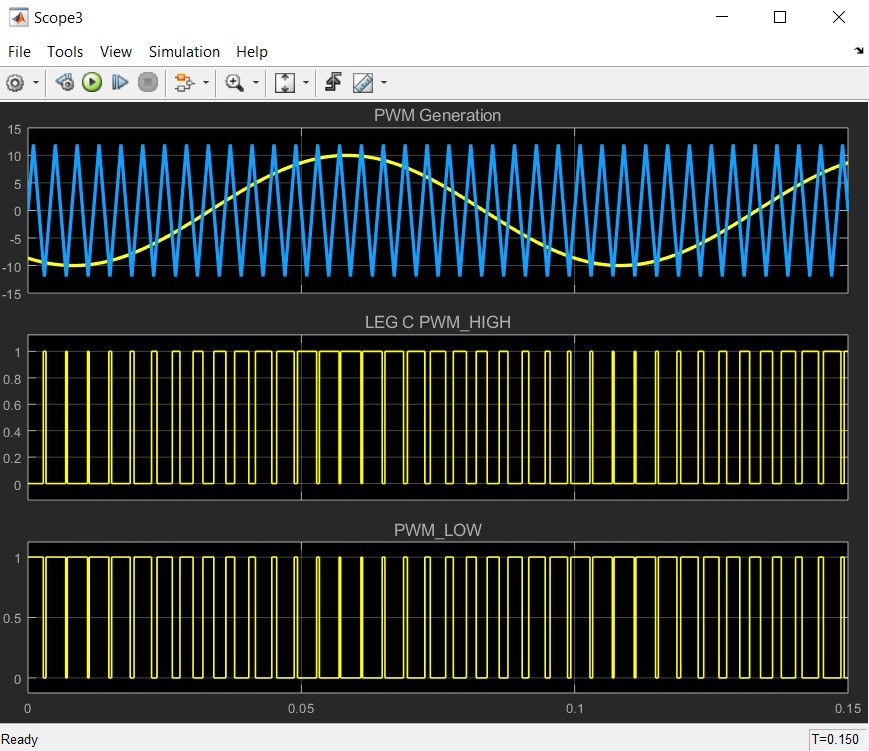 Scope3
File Tools View Simulation Help
PWM Generation
15
10
5
0
-5
-10
-15
LEG C PWM_HIGH
1
0.8
0.6
0.4
0.2
0
PWM_LOW
1
0.5
0
0 0.05 0.1 0.15
Ready T=0.150